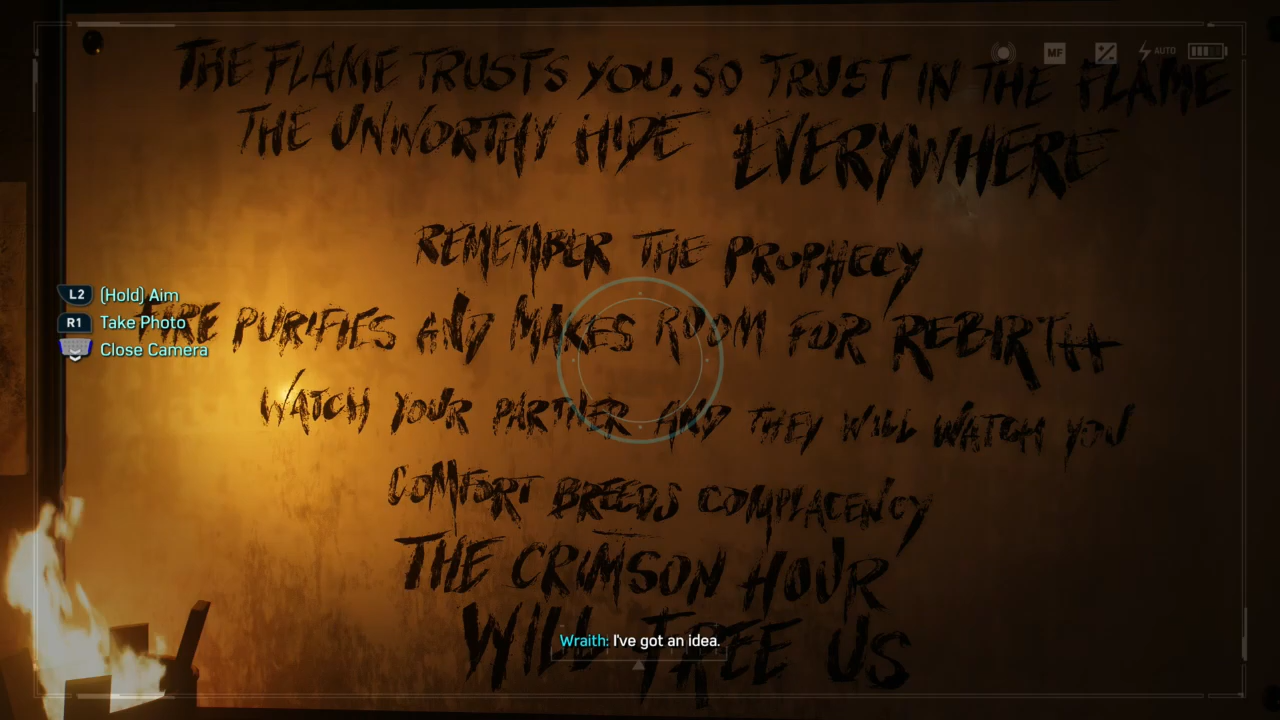 THE FLAME TRUSTS YOU. SO TRUST IN THE FLAME
MF
AUTO
THE UNWORTHY HIDE EVERYWHERE
REMEMBER THE PROPHECY
L2 (Hold) Aim
FIRE PURIFIES AND MAKES ROOM FOR REBIRTH
R1 Take Photo
Close Camera
WATCH YOUR PARTNER AND THEY WILL WATCH YOU
COMFORT BREEDS COMPLACENCY
THE CRIMSON HOUR
WILL FREE US
Wraith: I've got an idea.